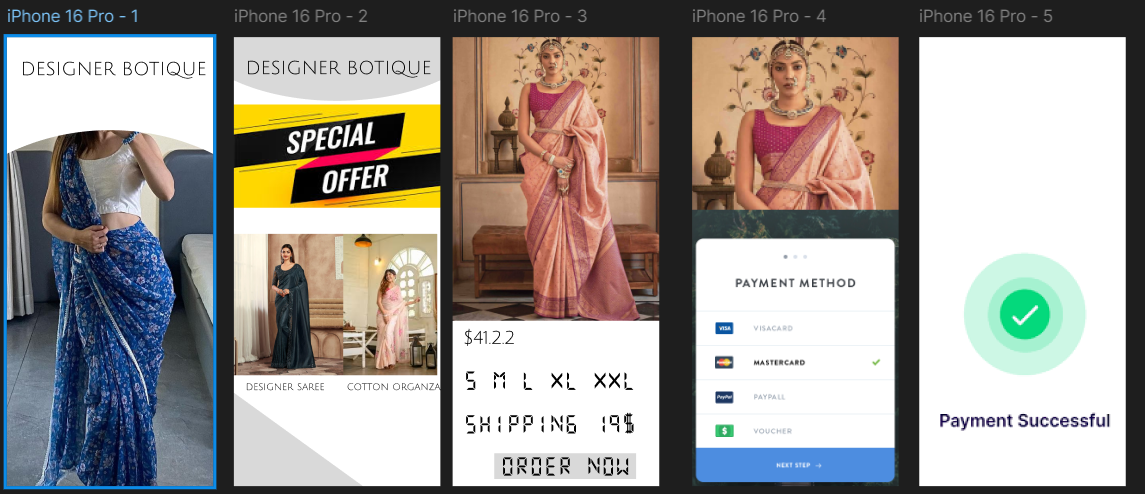 iPhone 16 Pro - 1
DESIGNER BOTIQUE
iPhone 16 Pro - 2
DESIGNER BOTIQUE
SPECIAL
OFFER
DESIGNER SAREE
COTTON ORGANZA
iPhone 16 Pro - 3
$41.2.2
S M L XL XXL
SHIPPING 19$
ORDER NOW
iPhone 16 Pro - 4
PAYMENT METHOD
VISA VISACARD
MASTERCARD
PayPal PAYPALL
$ VOUCHER
NEXT STEP →
iPhone 16 Pro - 5
Payment Successful